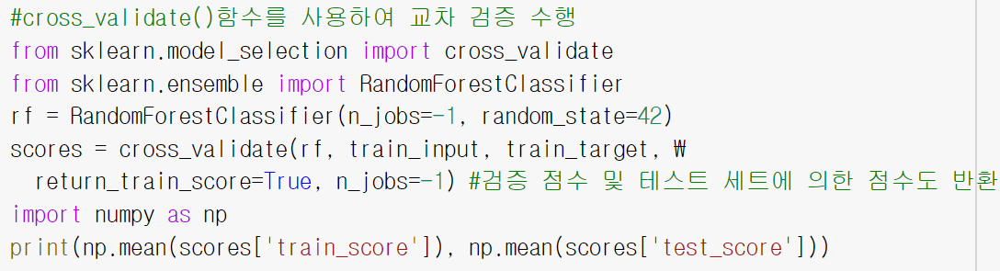 #cross_validate()함수를 사용하여 교차 검증 수행
from sklearn.model_selection import cross_validate
from sklearn.ensemble import RandomForestClassifier
rf = RandomForestClassifier(n_jobs=-1, random_state=42)
scores = cross_validate(rf, train_input, train_target, ₩
  return_train_score=True, n_jobs=-1) #검증 점수 및 테스트 세트에 의한 점수도 반환
import numpy as np
print(np.mean(scores['train_score']), np.mean(scores['test_score']))